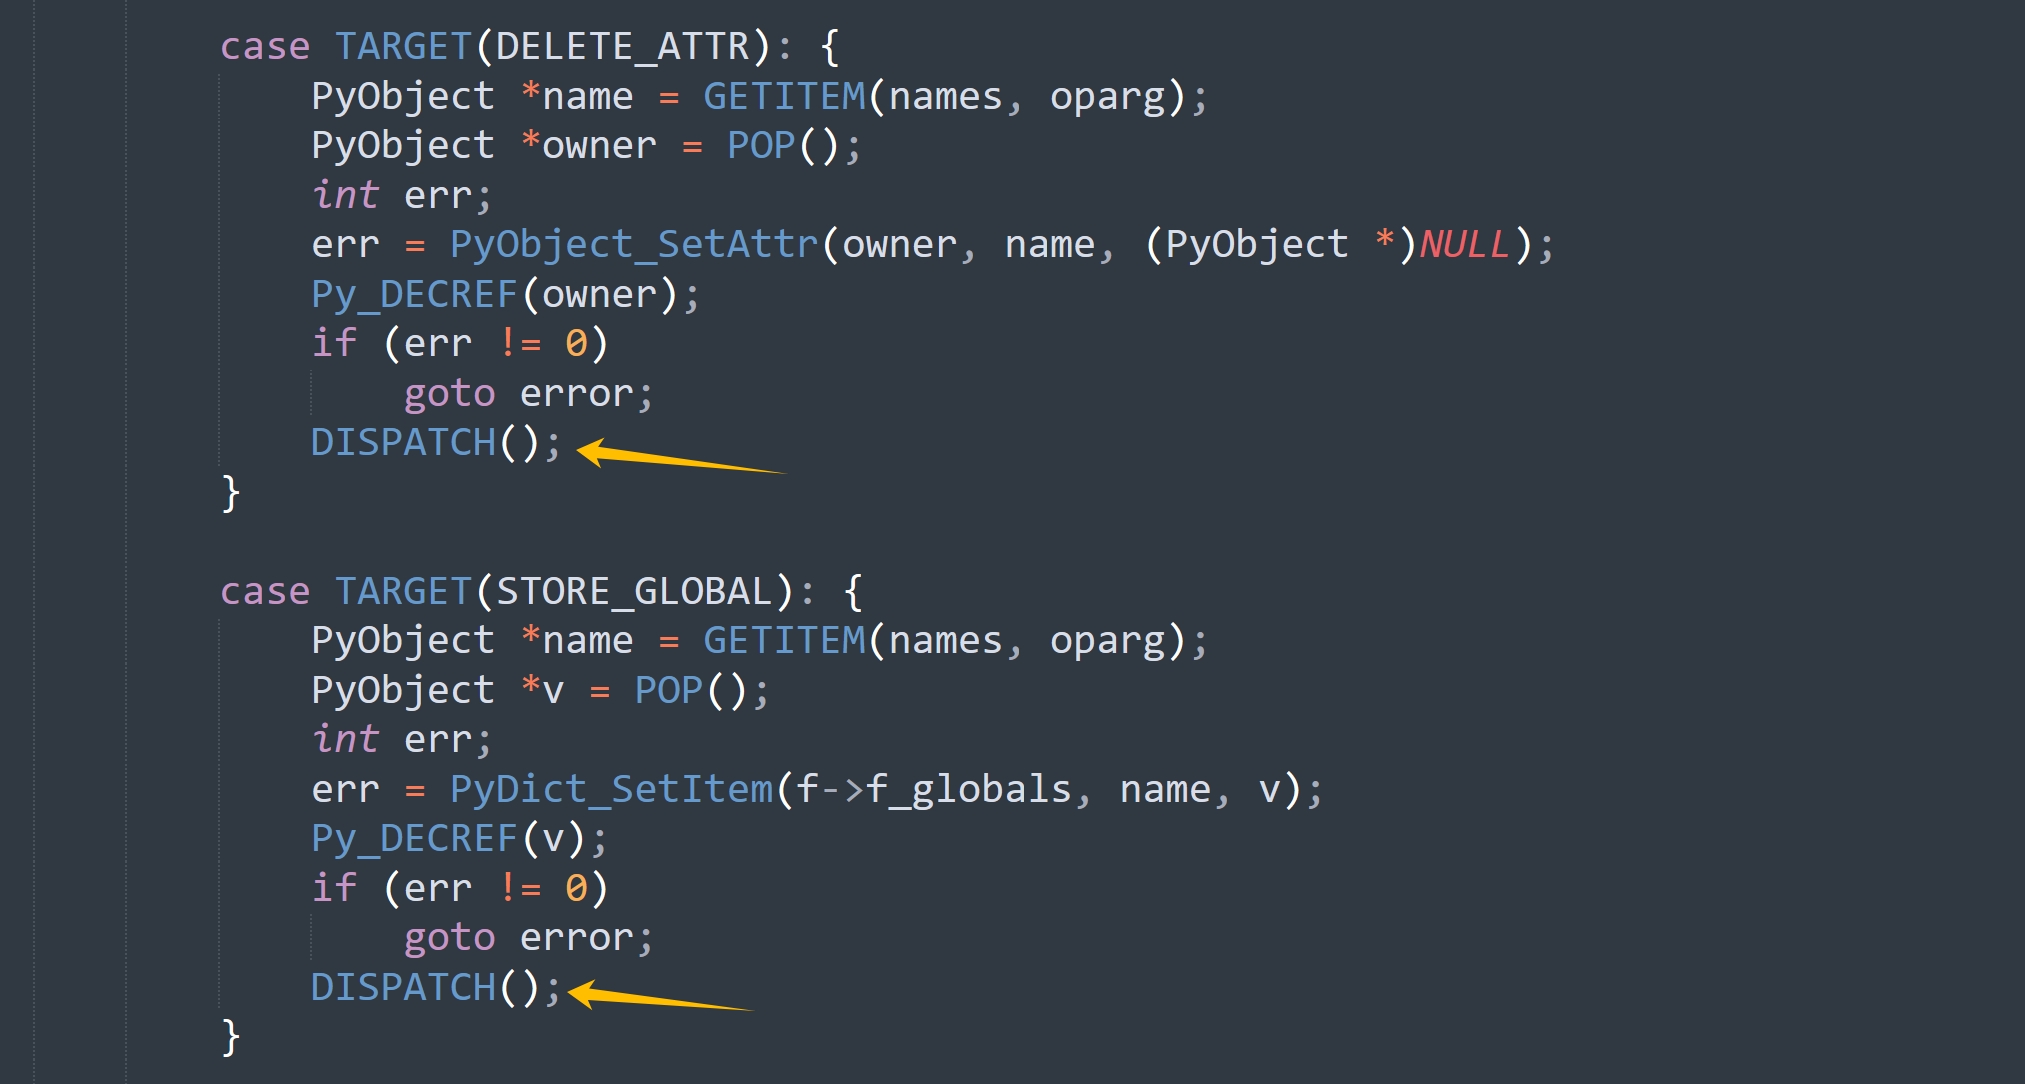 case TARGET(DELETE_ATTR): {
    PyObject *name = GETITEM(names, oparg);
    PyObject *owner = POP();
    int err;
    err = PyObject_SetAttr(owner, name, (PyObject *)NULL);
    Py_DECREF(owner);
    if (err != 0)
        goto error;
    DISPATCH();
}

case TARGET(STORE_GLOBAL): {
    PyObject *name = GETITEM(names, oparg);
    PyObject *v = POP();
    int err;
    err = PyDict_SetItem(f->f_globals, name, v);
    Py_DECREF(v);
    if (err != 0)
        goto error;
    DISPATCH();
}